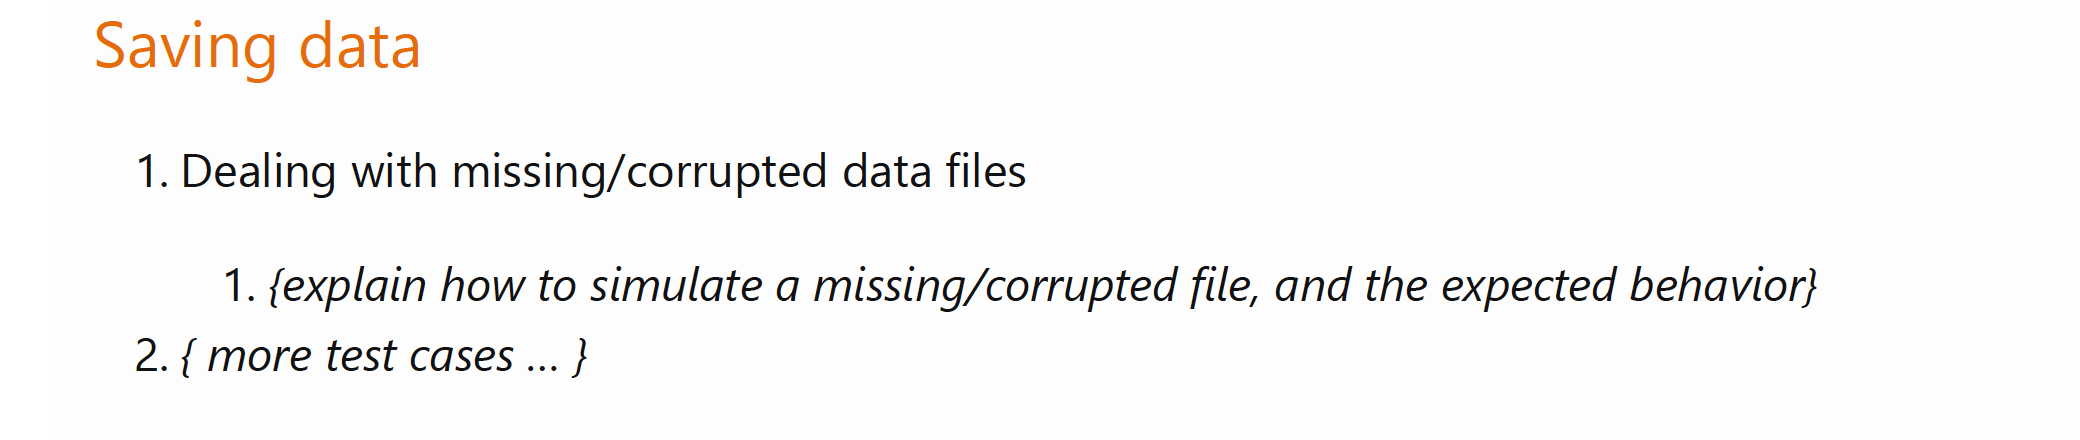 Saving data
1. Dealing with missing/corrupted data files
1. {explain how to simulate a missing/corrupted file, and the expected behavior}
2. { more test cases … }